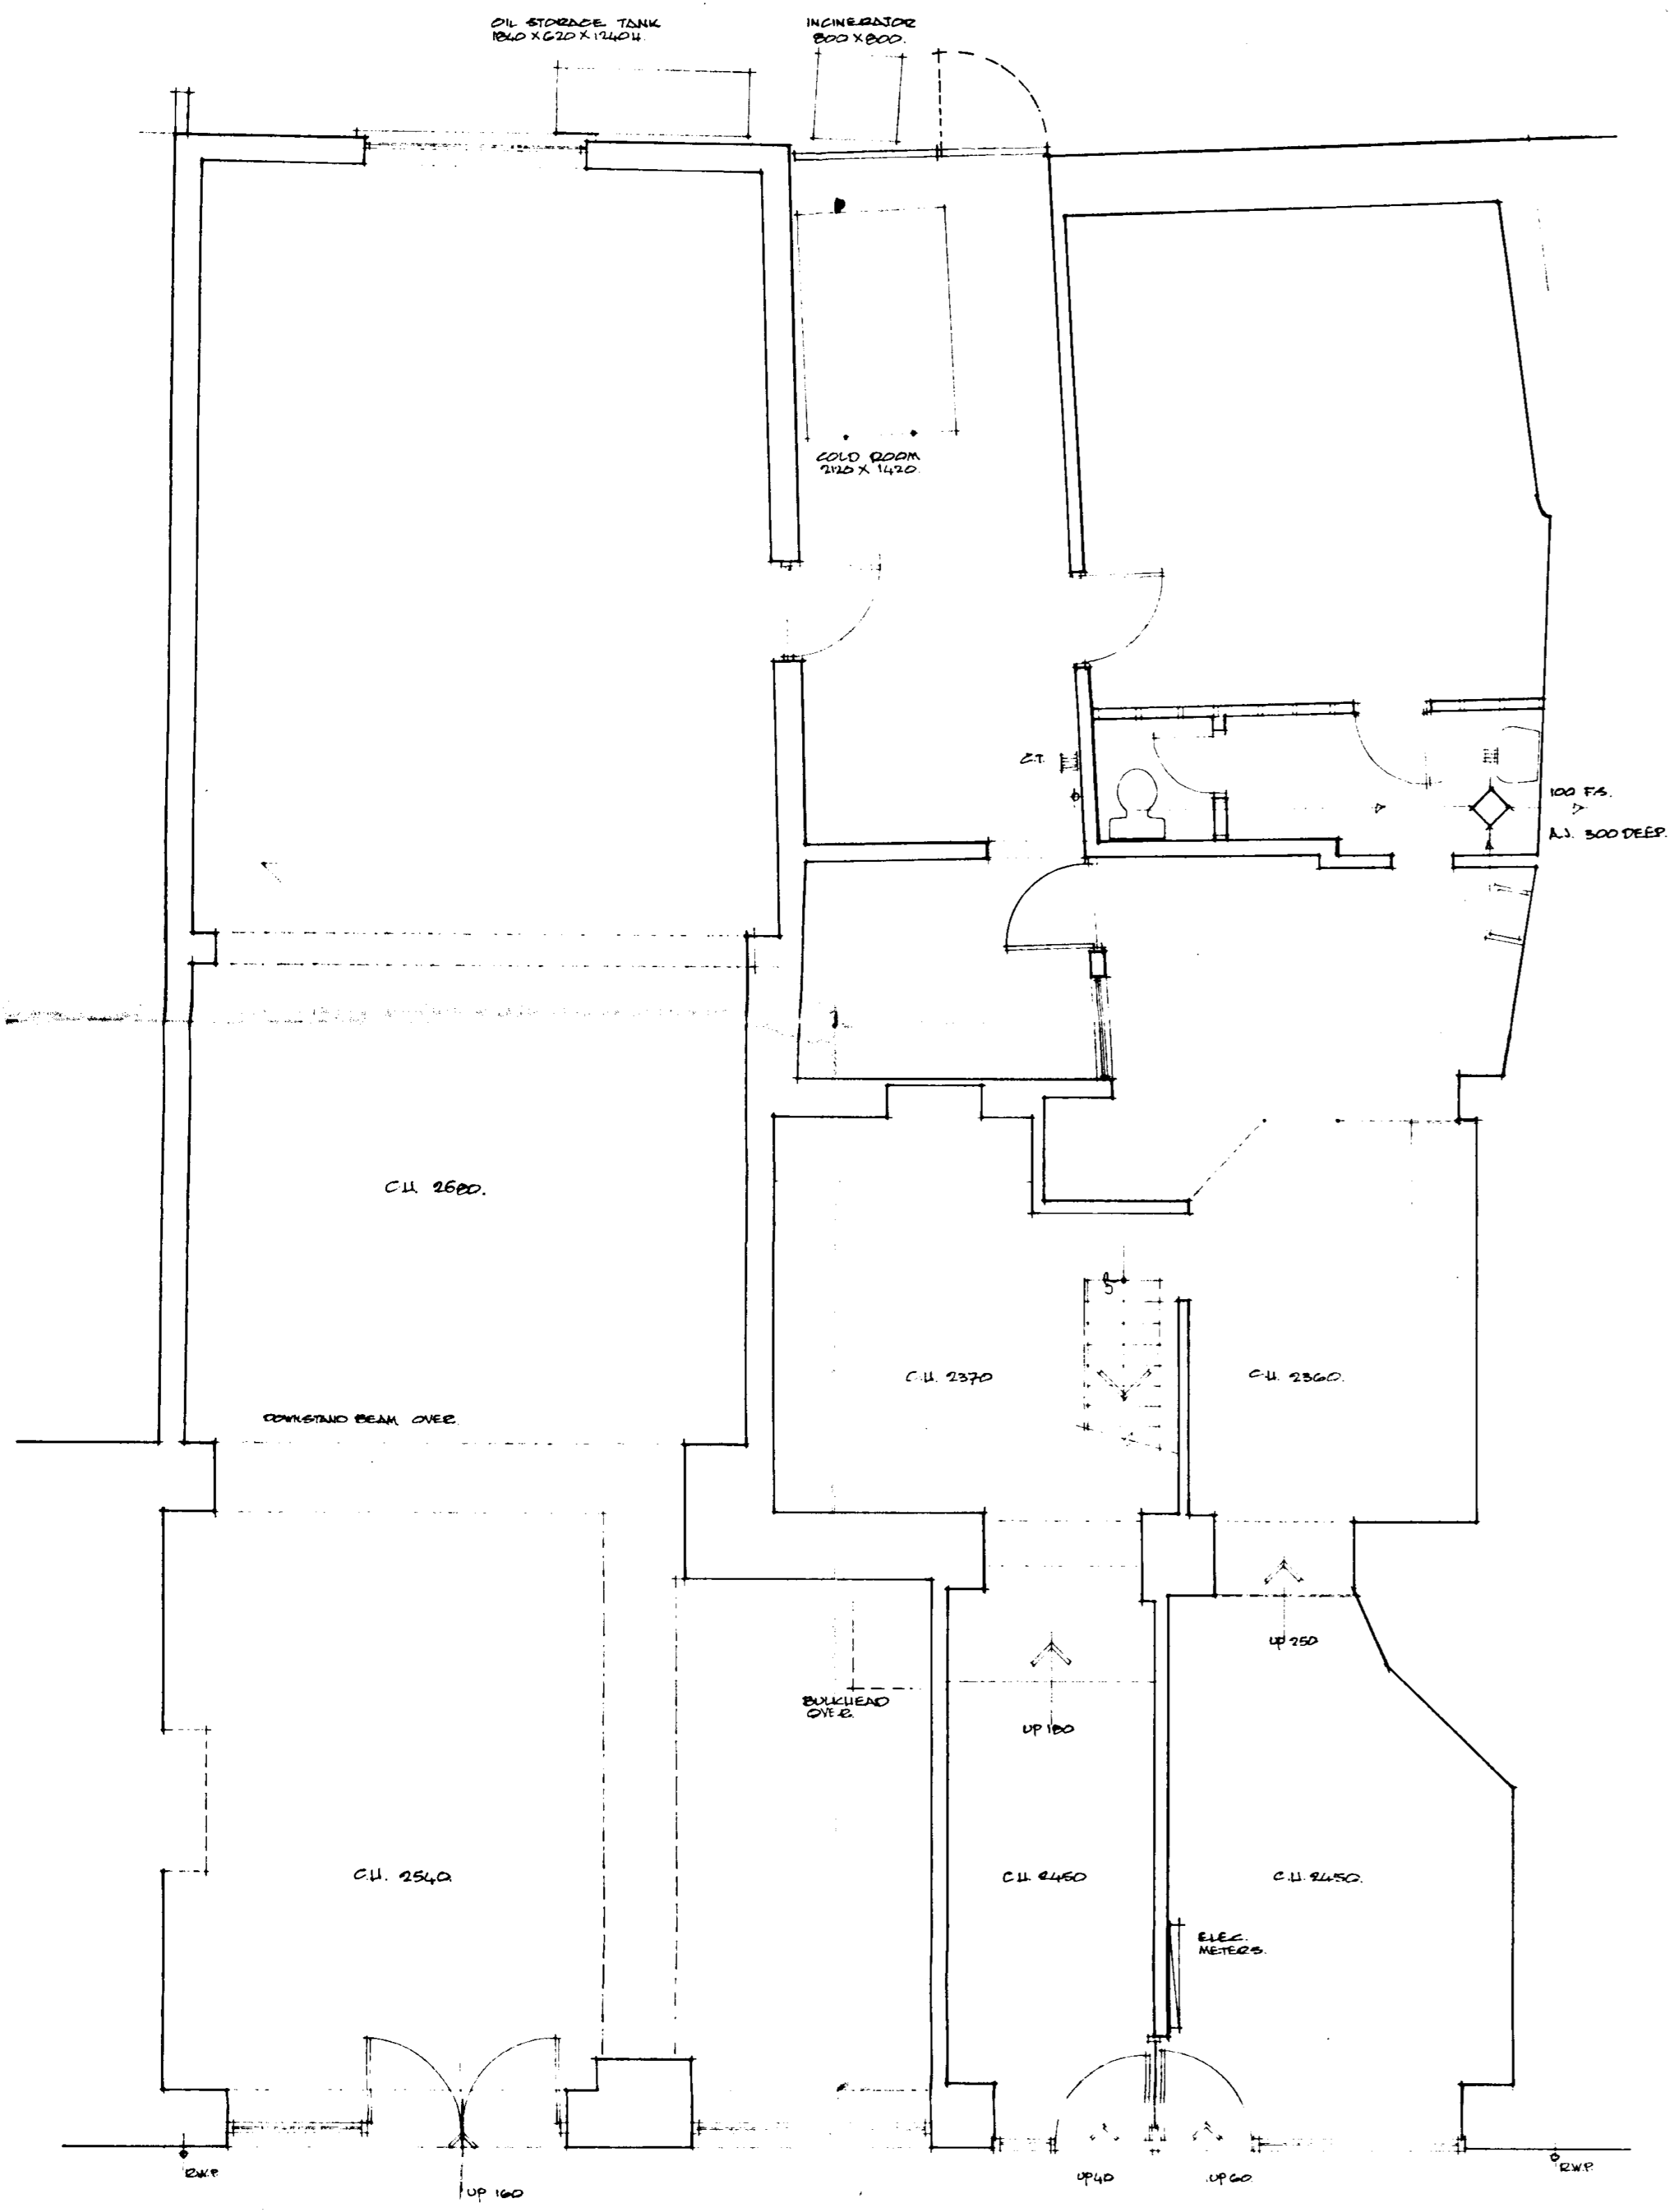 OIL STORAGE TANK
1840 X 620 X 1240 H.
INCINERATOR
800 X 800.
COLD ROOM
2120 X 1420.
C.T.
100 F.S.
A.J. 300 DEEP.
C.H. 2680.
C.H. 2370
C.H. 2360.
DOWNSTAND BEAM OVER.
UP 250
BULKHEAD
OVER.
UP 180
C.H. 2540.
C.H. 2450
C.H. 2450.
ELEC.
METERS.
R.W.P.
UP 160
UP 40
UP 60.
R.W.P.